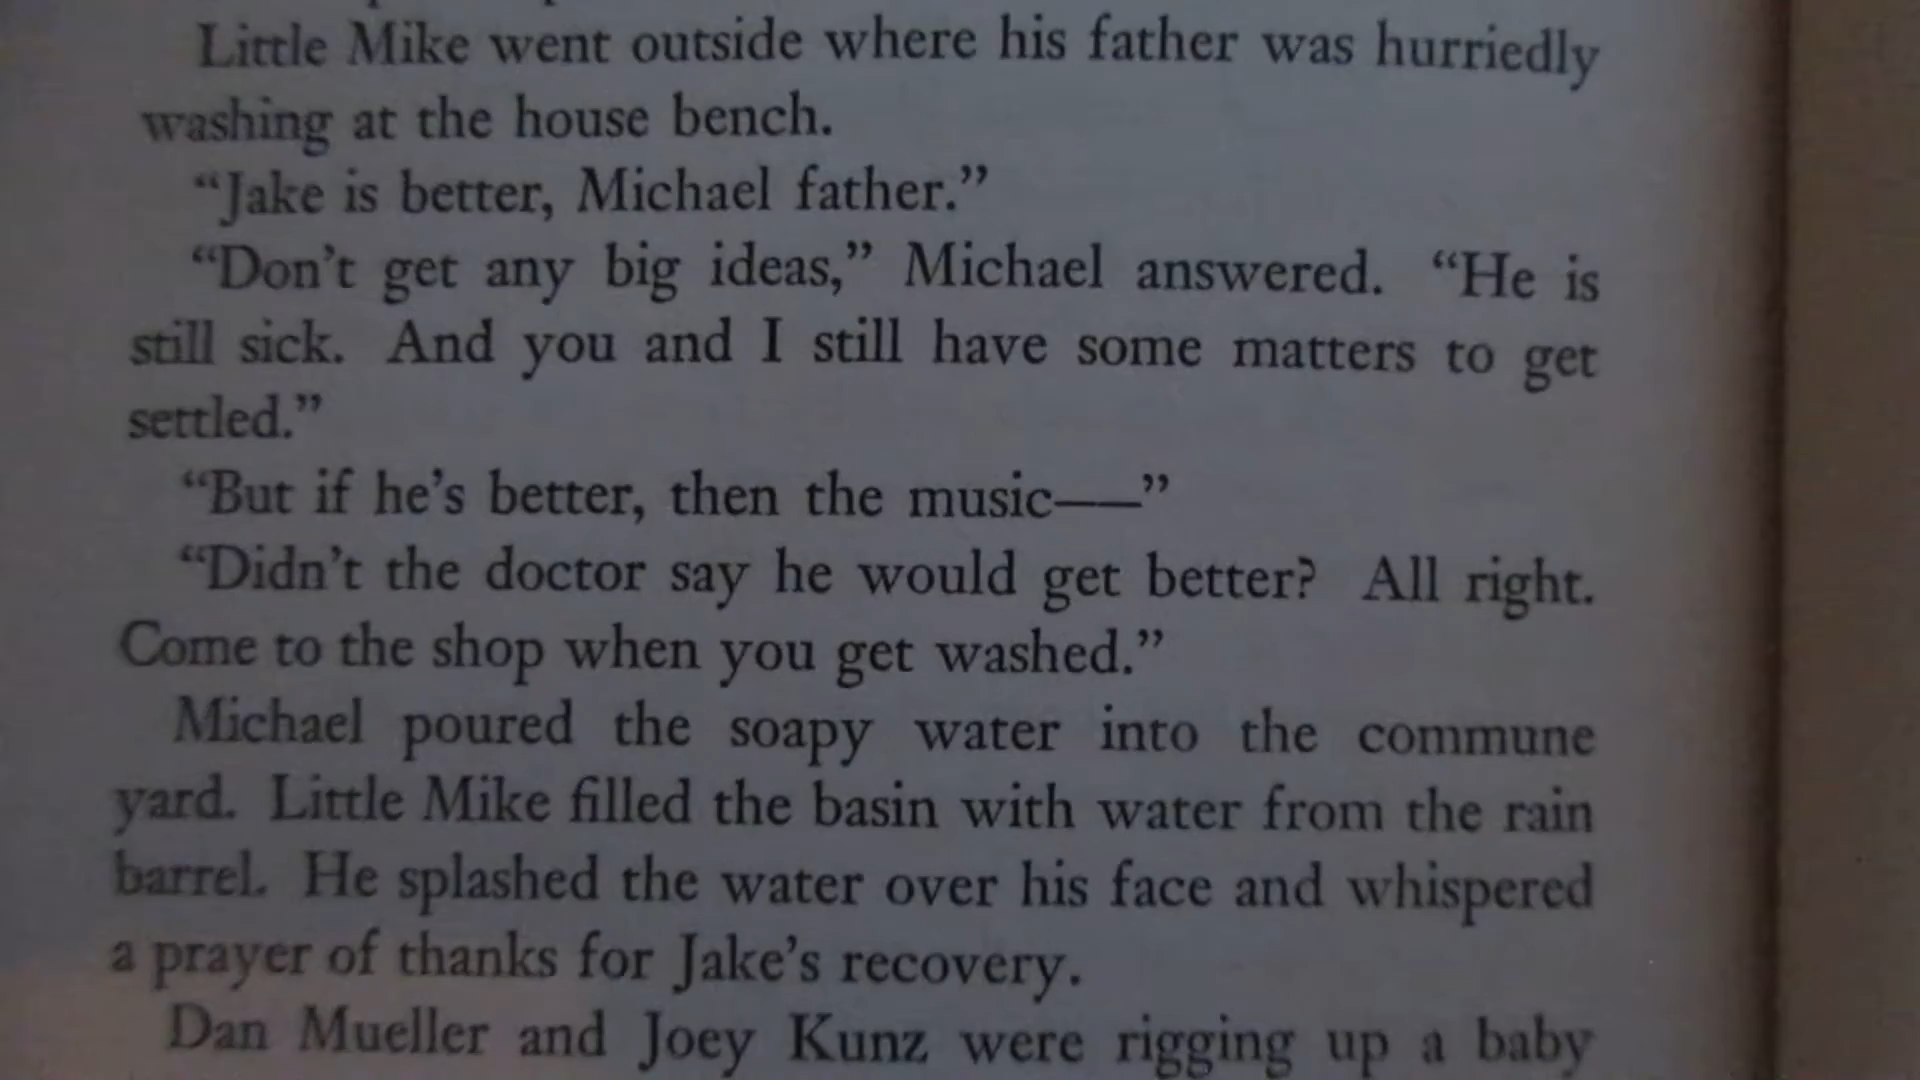 Little Mike went outside where his father was hurriedly
washing at the house bench.
“Jake is better, Michael father.”
“Don’t get any big ideas,” Michael answered. “He is
still sick. And you and I still have some matters to get
settled.”
“But if he’s better, then the music——”
“Didn’t the doctor say he would get better? All right.
Come to the shop when you get washed.”
Michael poured the soapy water into the commune
yard. Little Mike filled the basin with water from the rain
barrel. He splashed the water over his face and whispered
a prayer of thanks for Jake’s recovery.
Dan Mueller and Joey Kunz were rigging up a baby